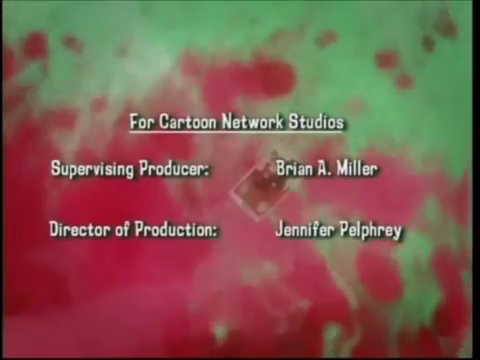 For Cartoon Network Studios
Supervising Producer: Brian A. Miller
Director of Production: Jennifer Pelphrey